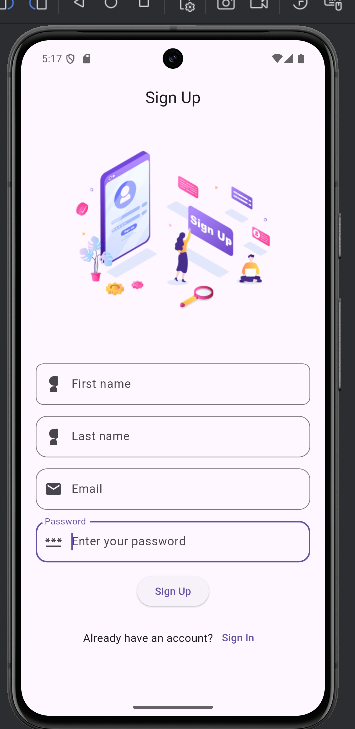 5:17
Sign Up
Sign Up
First name
Last name
Email
Password
*** Enter your password
Sign Up
Already have an account? Sign In